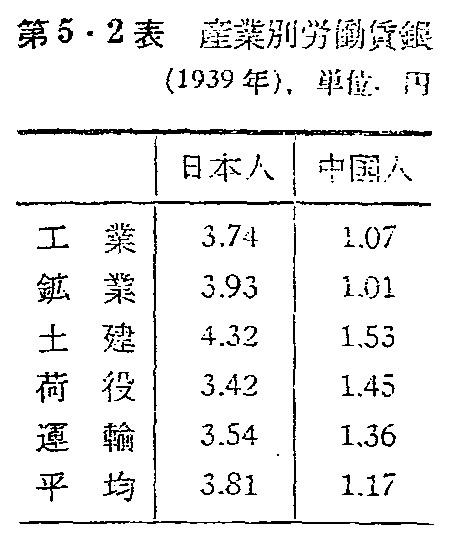 第5・2表 産業別労働賃銀
(1939年), 単位・円
日本人 中国人
工業 3.74 1.07
鉱業 3.93 1.01
土建 4.32 1.53
荷役 3.42 1.45
運輸 3.54 1.36
平均 3.81 1.17